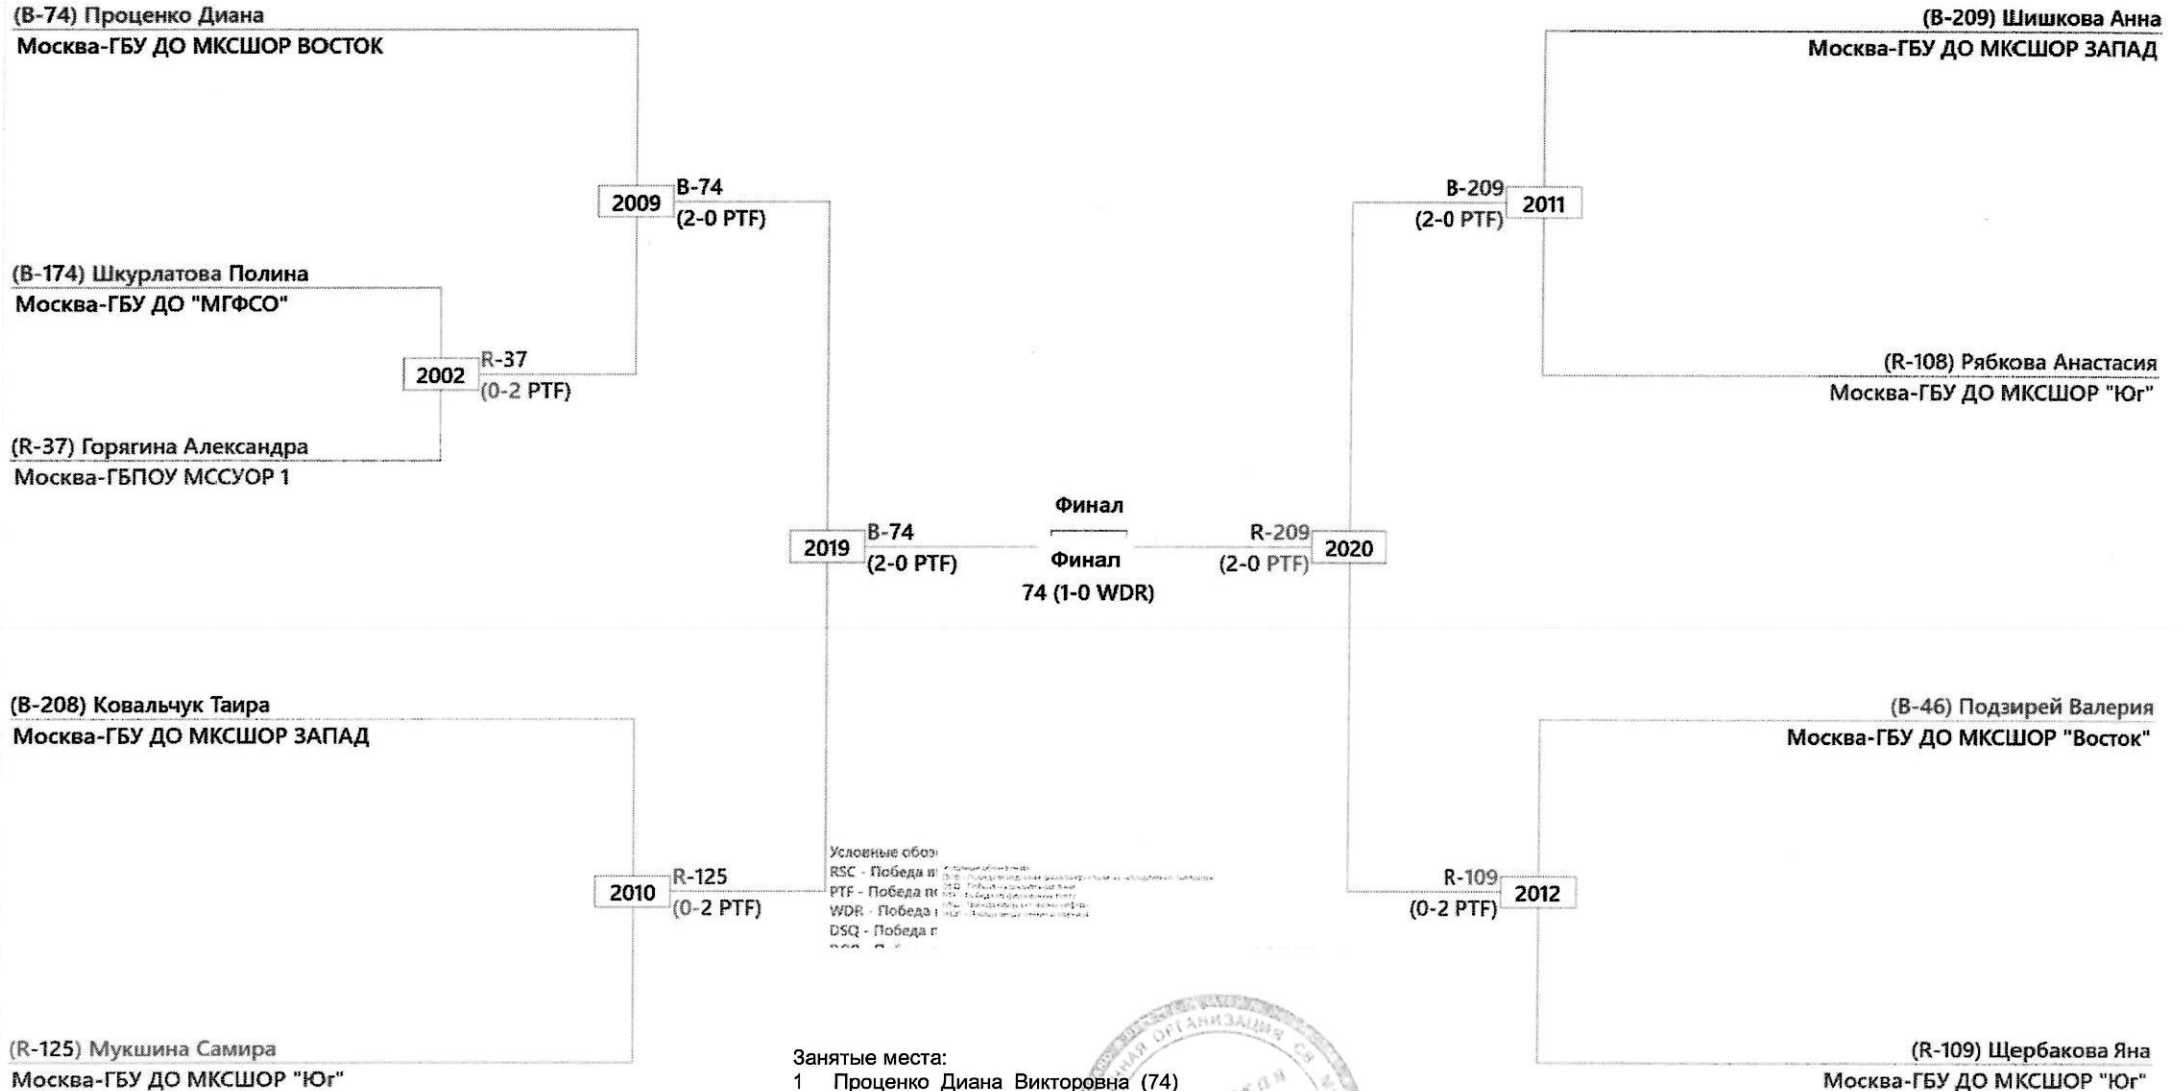 (B-74) Проценко Диана
Москва-ГБУ ДО МКСШОР ВОСТОК
(B-209) Шишкова Анна
Москва-ГБУ ДО МКСШОР ЗАПАД
B-74
2009
(2-0 PTF)
B-209
2011
(2-0 PTF)
(B-174) Шкурлатова Полина
Москва-ГБУ ДО "МГФСО"
R-37
2002
(0-2 PTF)
(R-108) Рябкова Анастасия
Москва-ГБУ ДО МКСШОР "Юг"
(R-37) Горягина Александра
Москва-ГБПОУ МССУОР 1
Финал
B-74
2019
(2-0 PTF)
Финал
74 (1-0 WDR)
R-209
2020
(2-0 PTF)
(B-208) Ковальчук Таира
Москва-ГБУ ДО МКСШОР ЗАПАД
(B-46) Подзирей Валерия
Москва-ГБУ ДО МКСШОР "Восток"
Условные
RSC - Победа
PTF - Победа
WDR - Победа
DSQ - Победа
R-125
2010
(0-2 PTF)
R-109
2012
(0-2 PTF)
(R-125) Мукшина Самира
Москва-ГБУ ДО МКСШОР "Юг"
(R-109) Щербакова Яна
Москва-ГБУ ДО МКСШОР "Юг"
Занятые места:
1 Проценко Диана Викторовна (74)
ОРГАНИЗАЦИЯ